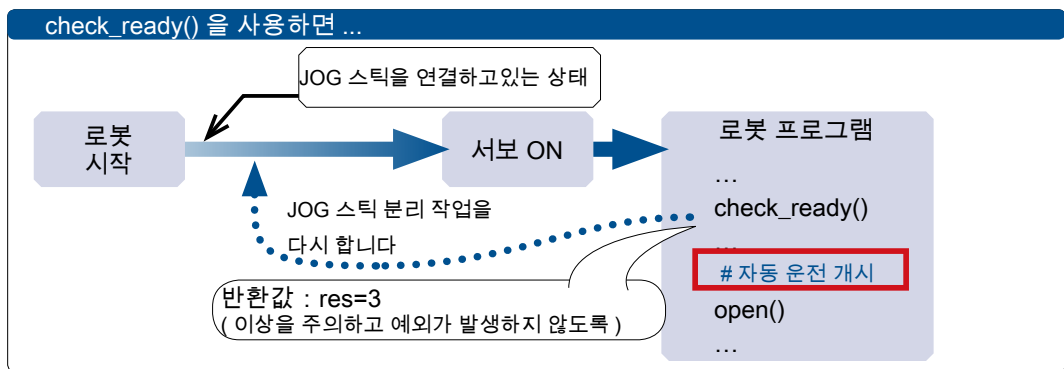 check_ready() 을 사용하면 ...
JOG 스틱을 연결하고있는 상태
로봇
시작
서보 ON
로봇 프로그램
...
check_ready()
...
# 자동 운전 개시
open()
...
JOG 스틱 분리 작업을
다시 합니다
반환값 : res=3
( 이상을 주의하고 예외가 발생하지 않도록 )